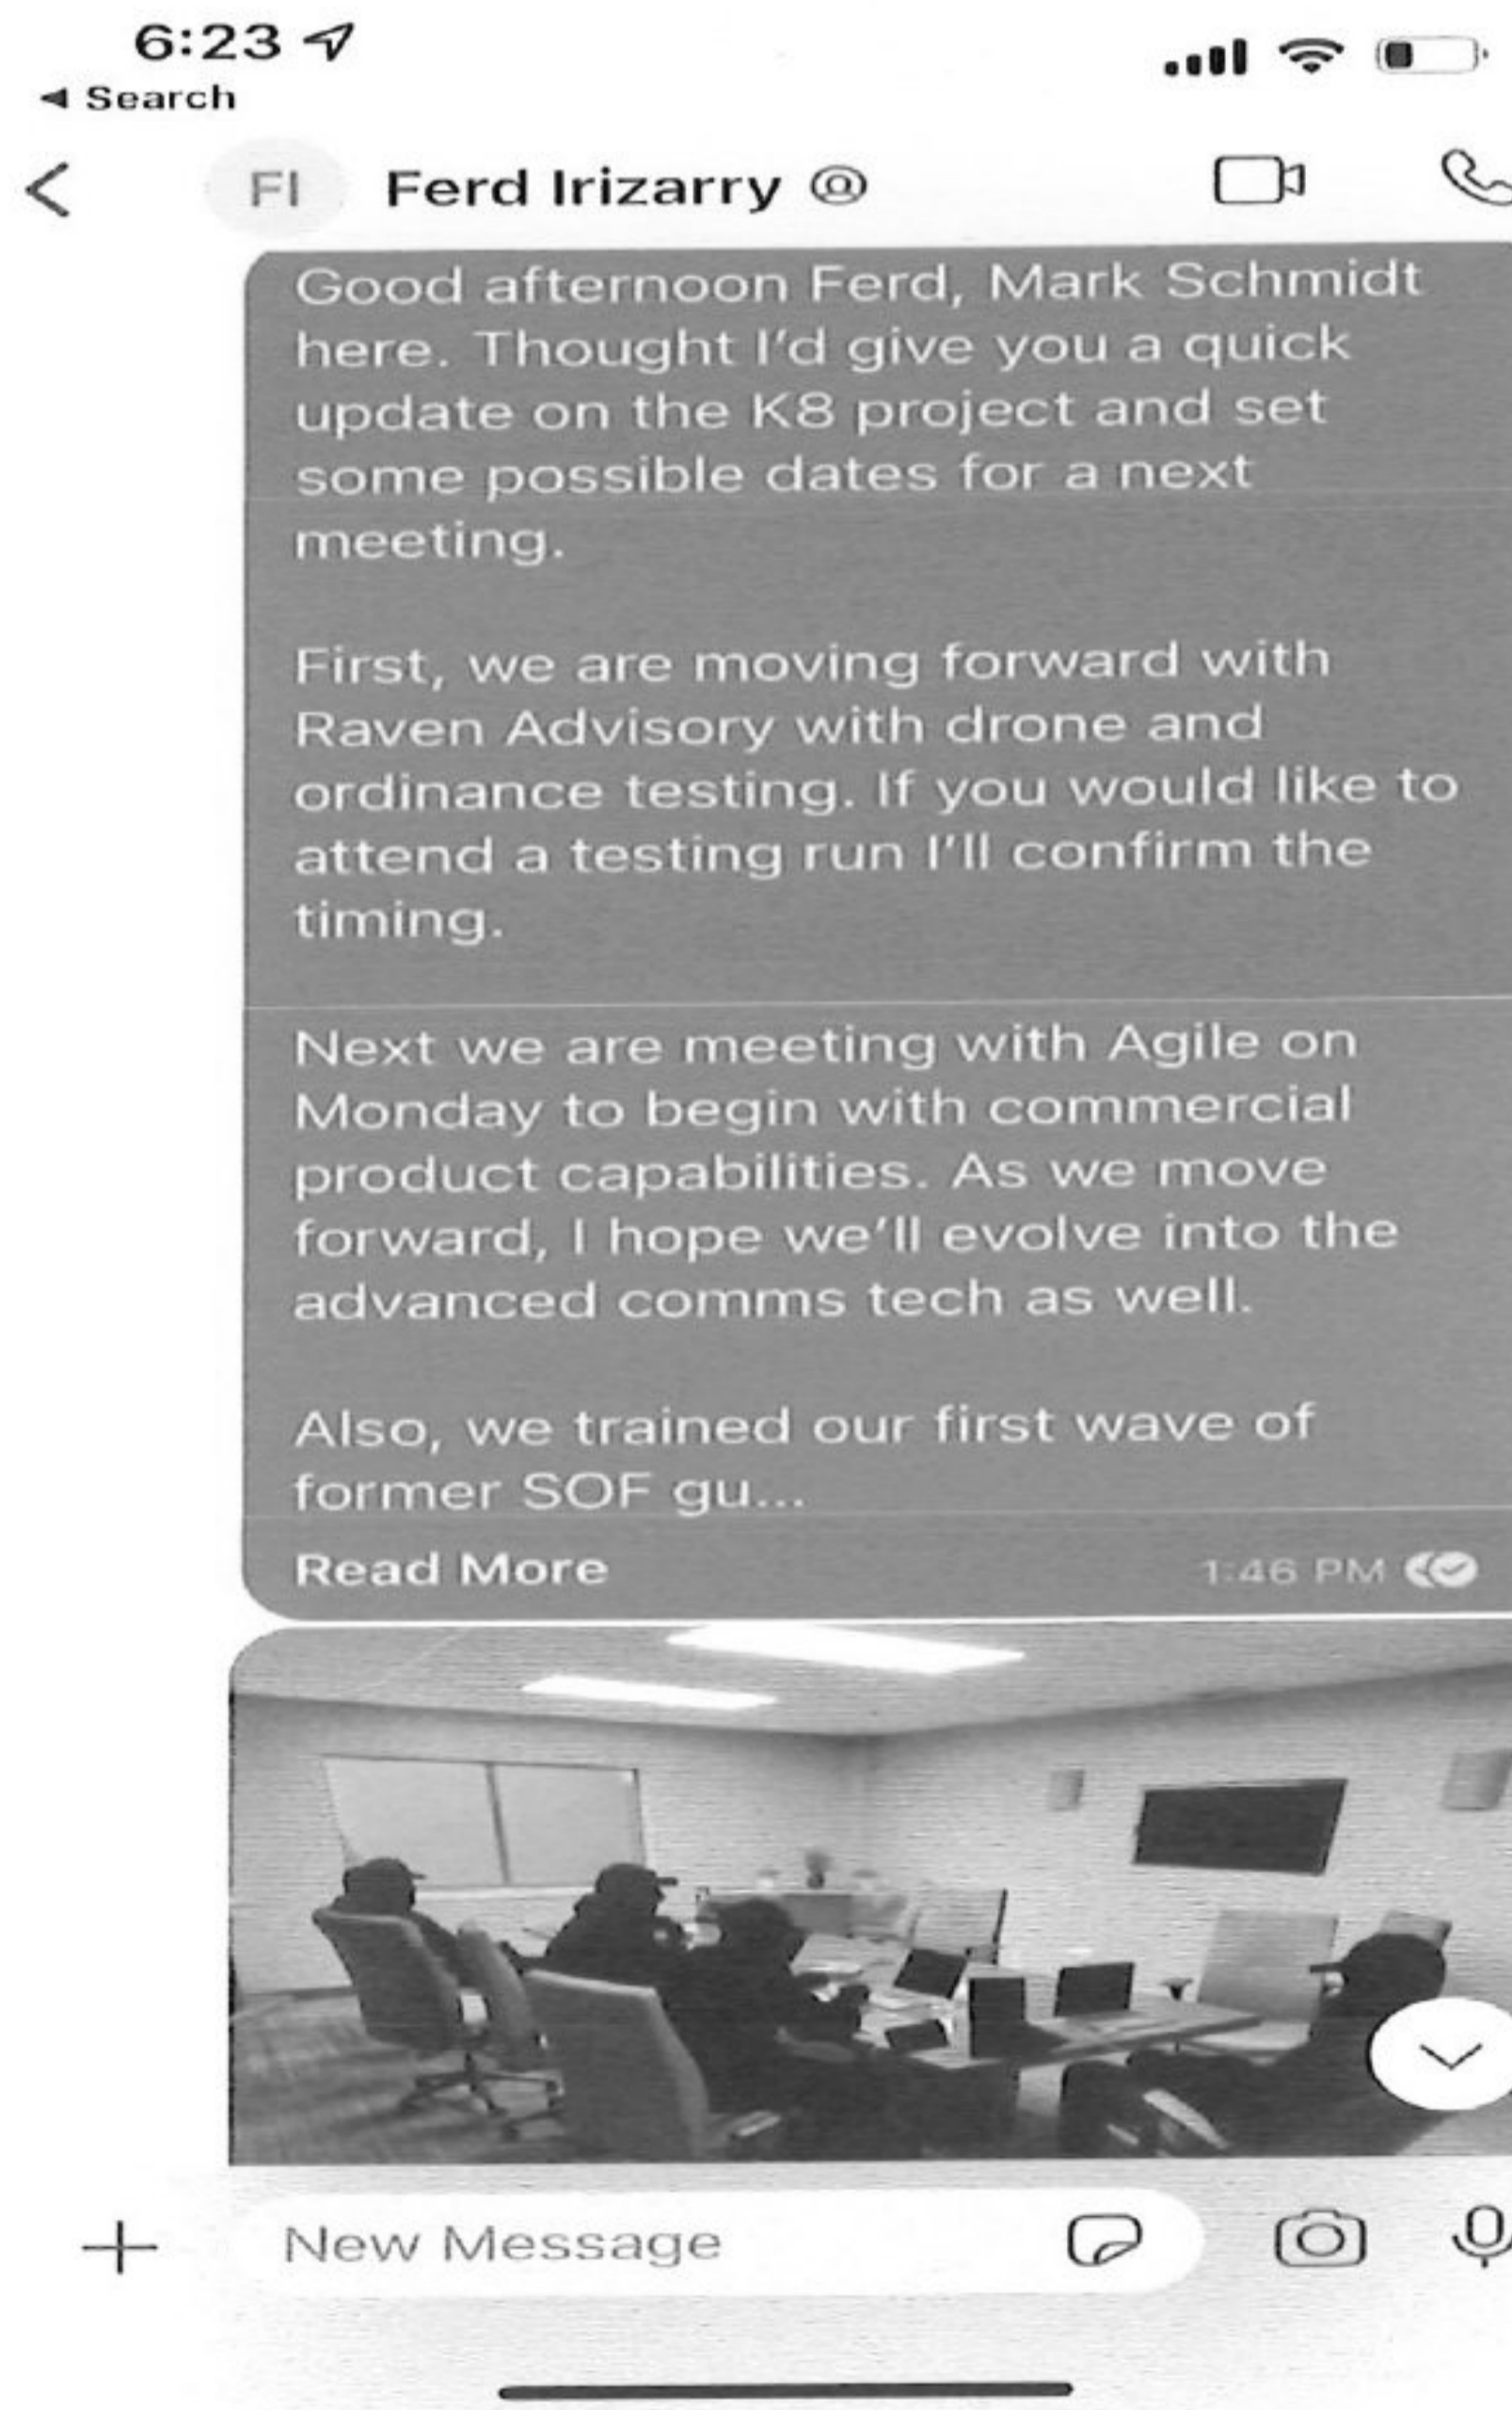 6:23
Search
FI Ferd Irizarry
Good afternoon Ferd, Mark Schmidt
here. Thought I'd give you a quick
update on the K8 project and set
some possible dates for a next
meeting.
First, we are moving forward with
Raven Advisory with drone and
ordinance testing. If you would like to
attend a testing run I'll confirm the
timing.
Next we are meeting with Agile on
Monday to begin with commercial
product capabilities. As we move
forward, I hope we'll evolve into the
advanced comms tech as well.
Also, we trained our first wave of
former SOF gu...
Read More 1:46 PM
New Message